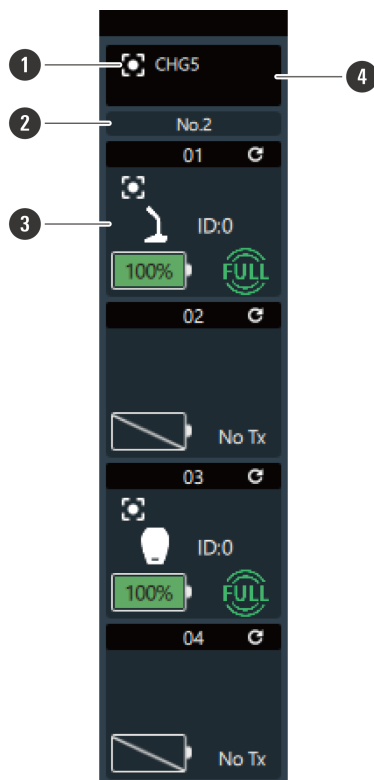 1
CHG5
4
2
No.2
01
3
ID:0
100%
FULL
02
No Tx
03
ID:0
100%
FULL
04
No Tx